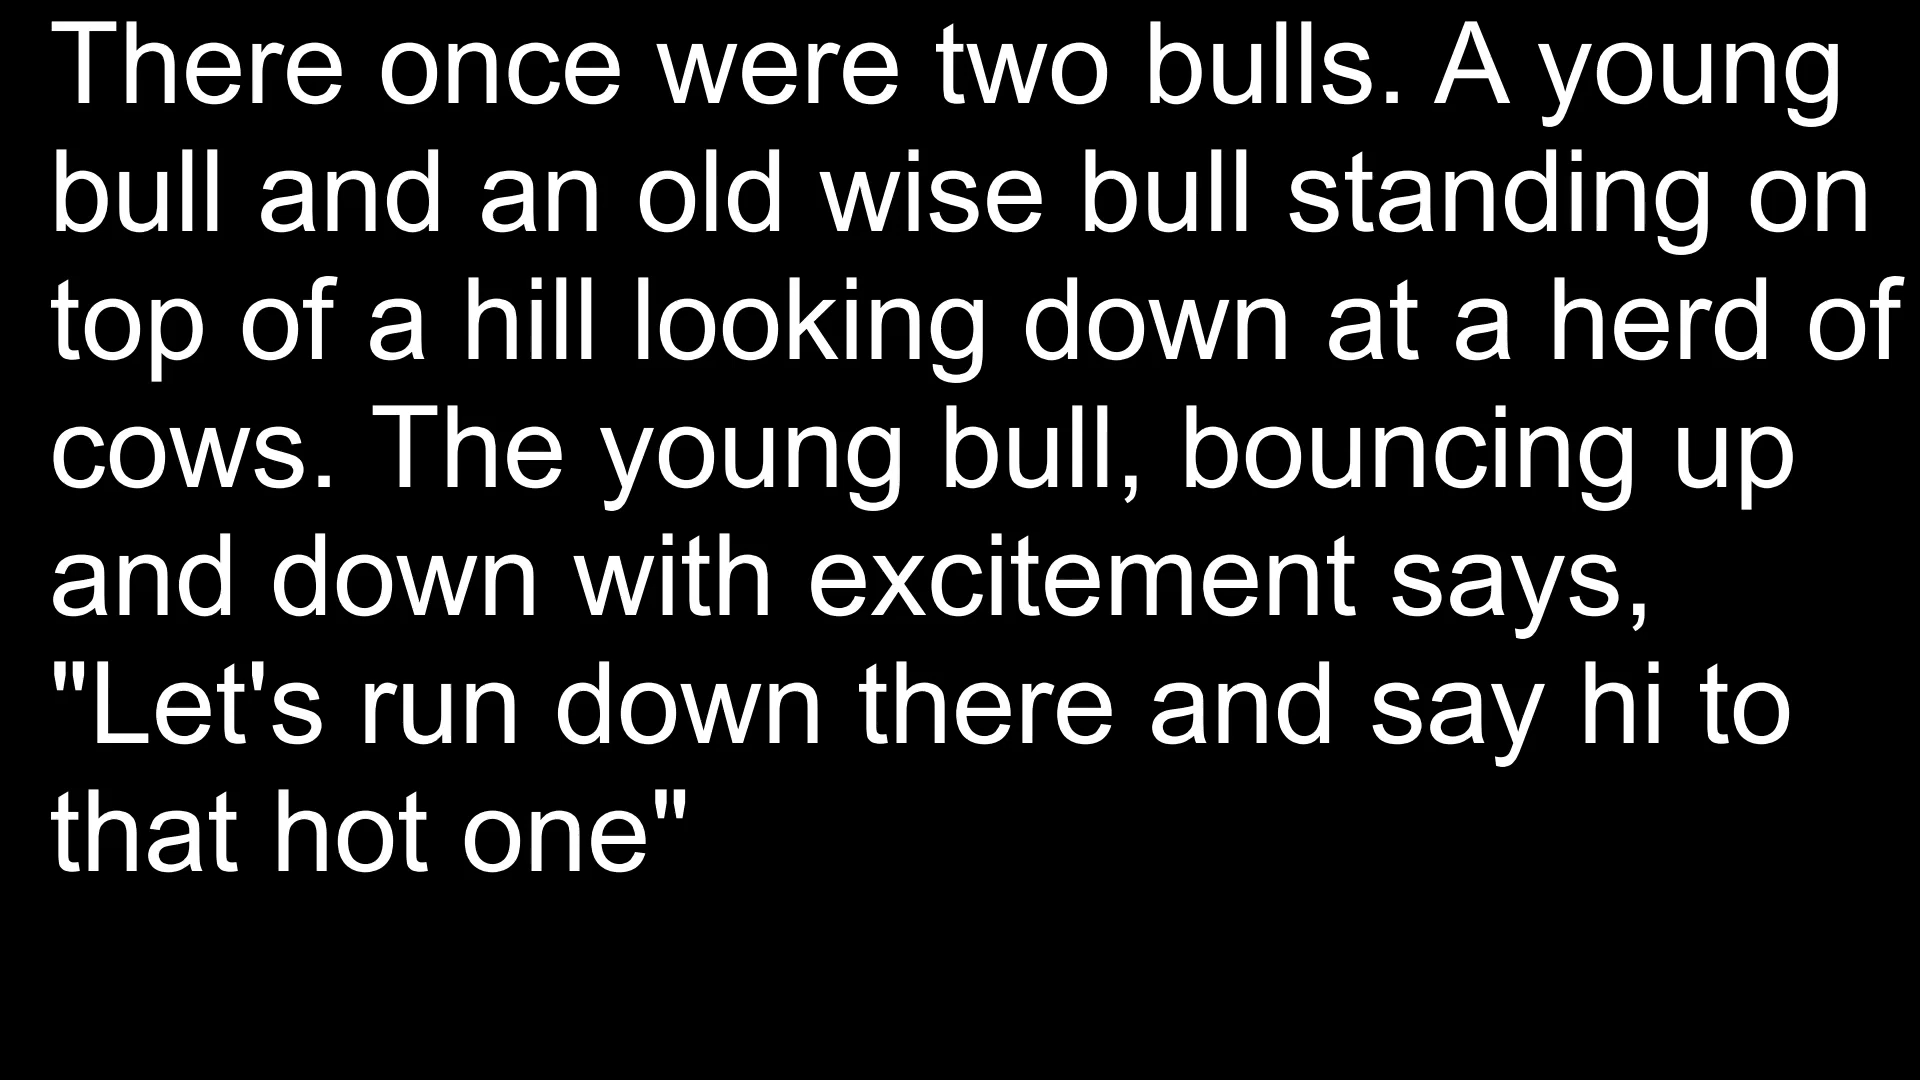 There once were two bulls. A young
bull and an old wise bull standing on
top of a hill looking down at a herd of
cows. The young bull, bouncing up
and down with excitement says,
"Let's run down there and say hi to
that hot one"